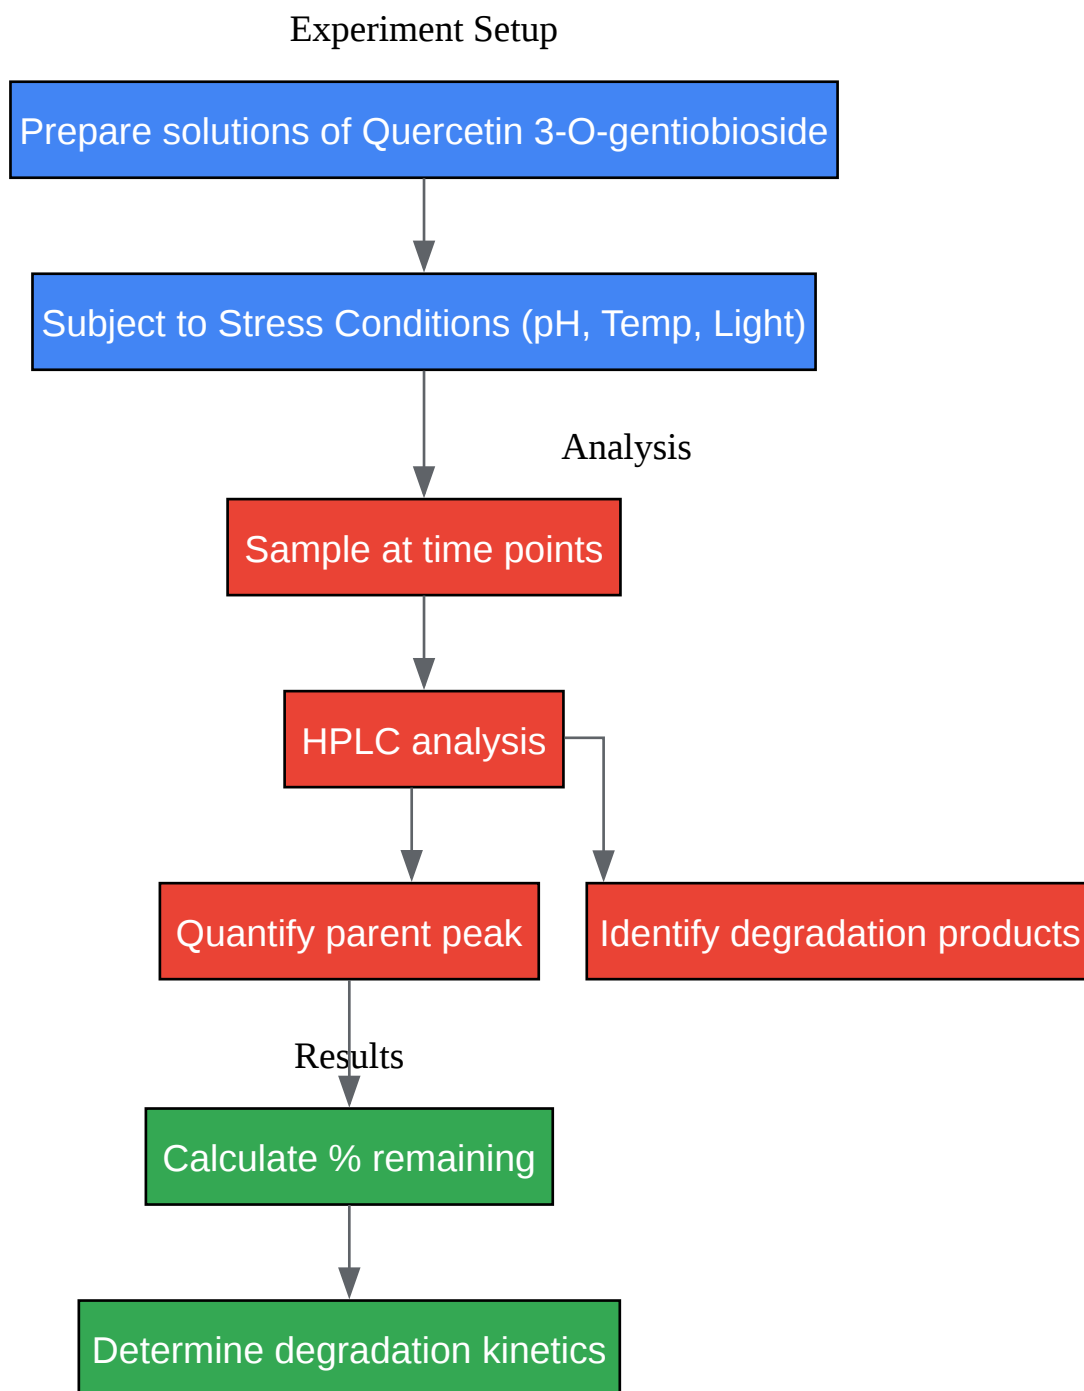 Experiment Setup
Prepare solutions of Quercetin 3-O-gentiobioside
Subject to Stress Conditions (pH, Temp, Light)
Analysis
Sample at time points
HPLC analysis
Quantify parent peak
Identify degradation products
Results
Calculate % remaining
Determine degradation kinetics